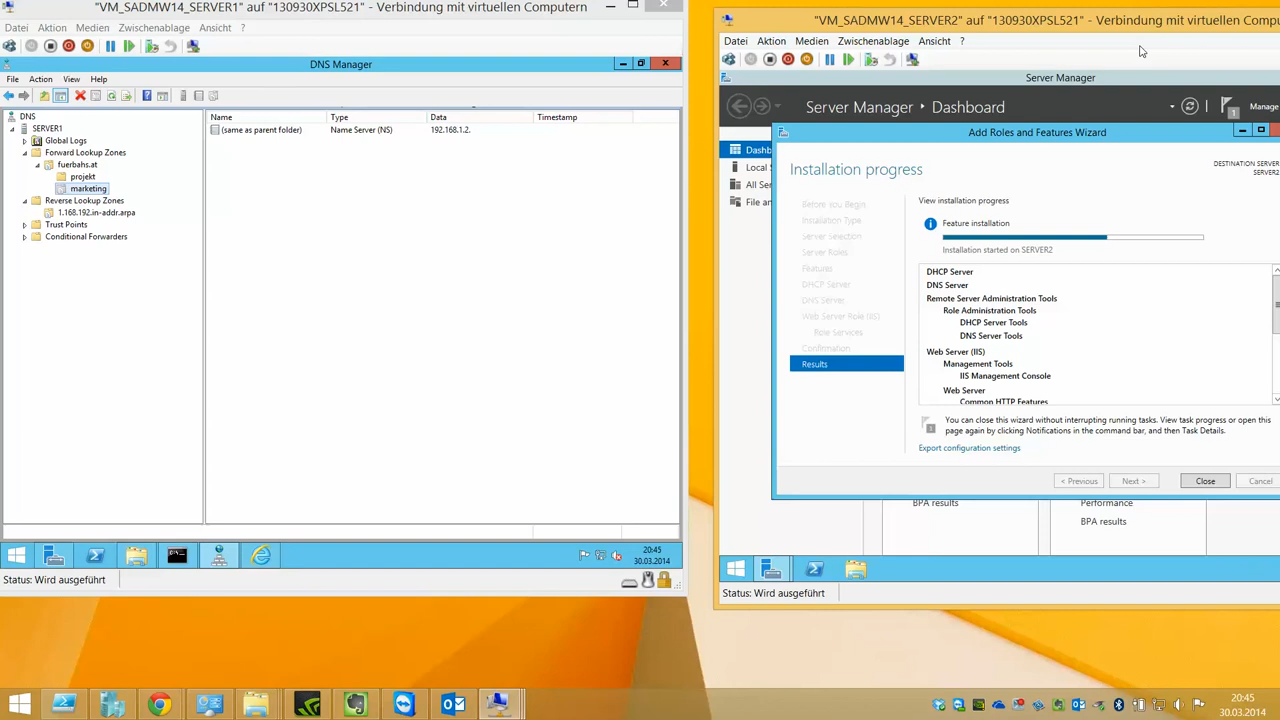 "VM_SADMW14_SERVER1" auf "130930XPSL521" - Verbindung mit virtuellen Computern
Datei Aktion Medien Zwischenablage Ansicht ?
DNS Manager
File Action View Help
DNS
SERVER1
Global Logs
Forward Lookup Zones
fuerbahs.at
projekt
marketing
Reverse Lookup Zones
1.168.192.in-addr.arpa
Trust Points
Conditional Forwarders
Name Type Data Timestamp
(same as parent folder) Name Server (NS) 192.168.1.2.
20:45
30.03.2014
Status: Wird ausgeführt
"VM_SADMW14_SERVER2" auf "130930XPSL521" - Verbindung mit virtuellen Compu
Datei Aktion Medien Zwischenablage Ansicht ?
Server Manager
Server Manager • Dashboard
1 Manage
Dashb
Local S
All Ser
File an
Add Roles and Features Wizard
Installation progress
DESTINATION SERVER
SERVER2
Before you Begin
Installation Type
Server Selection
Server Roles
Features
DHCP Server
DNS Server
Web Server Role (IIS)
Role Services
Confirmation
Results
View installation progress
Feature installation
Installation started on SERVER2
DHCP Server
DNS Server
Remote Server Administration Tools
Role Administration Tools
DHCP Server Tools
DNS Server Tools
Web Server (IIS)
Management Tools
IIS Management Console
Web Server
Common HTTP Features
1 You can close this wizard without interrupting running tasks. View task progress or open this
page again by clicking Notifications in the command bar, and then Task Details.
Export configuration settings
< Previous Next > Close Cancel
BPA results
Performance
BPA results
Status: Wird ausgeführt
20:45
30.03.2014